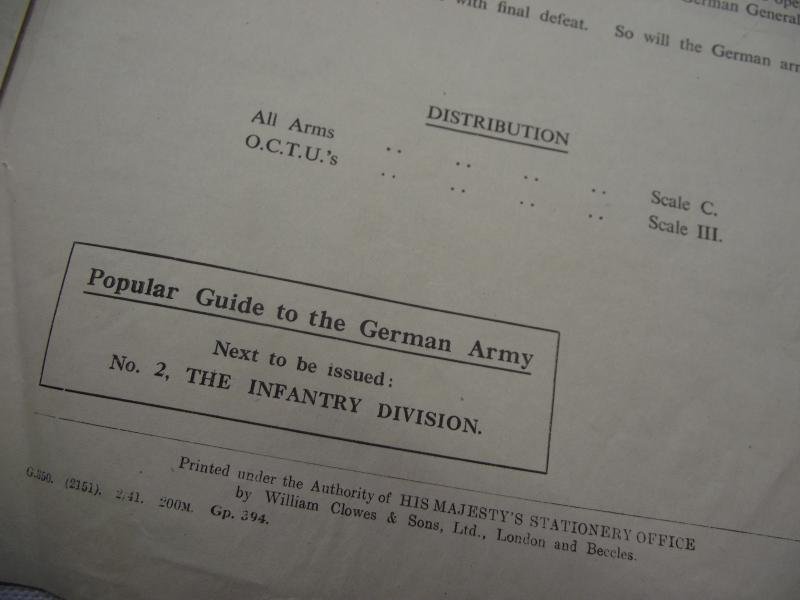 German General
with final defeat. So will the German
DISTRIBUTION
All Arms .. .. .. .. Scale C.
O.C.T.U.'s .. .. .. .. Scale III.
Popular Guide to the German Army
Next to be issued:
No. 2, THE INFANTRY DIVISION.
Printed under the Authority of HIS MAJESTY'S STATIONERY OFFICE
by William Clowes & Sons, Ltd., London and Beccles.
G.350. (2151). 2/41. 200M. Gp. 394.